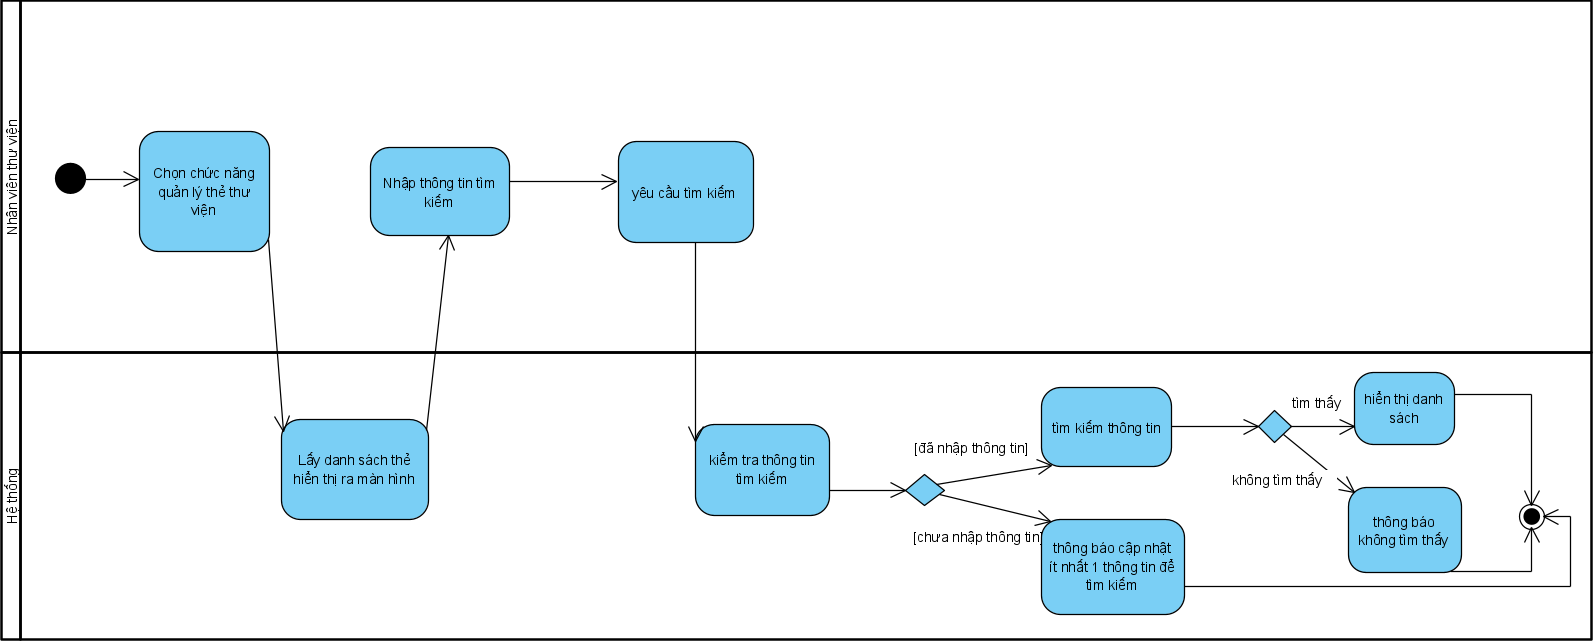 Nhân viên thư viện
Chọn chức năng
quản lý thẻ thư
viện
Nhập thông tin tìm
kiếm
yêu cầu tìm kiếm
Hệ thống
Lấy danh sách thẻ
hiển thị ra màn hình
kiểm tra thông tin
tìm kiếm
[đã nhập thông tin]
[chưa nhập thông tin]
tìm kiếm thông tin
thông báo cập nhật
ít nhất 1 thông tin để
tìm kiếm
tìm thấy
không tìm thấy
hiển thị danh
sách
thông báo
không tìm thấy